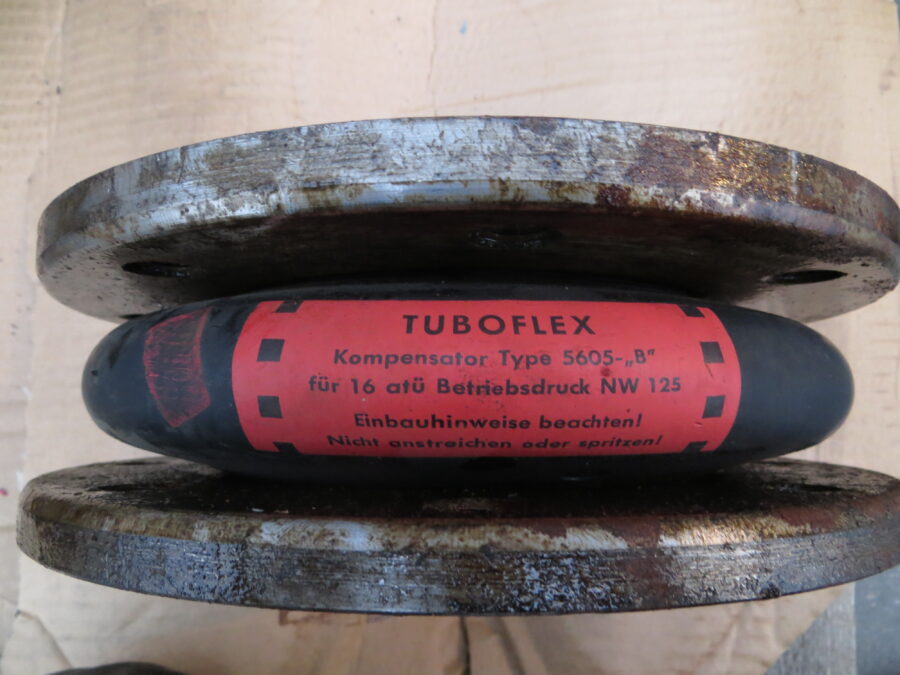 TUBOFLEX
Kompensator Type 5605-„B"
für 16 atü Betriebsdruck NW 125
Einbauhinweise beachten!
Nicht anstreichen oder spritzen!